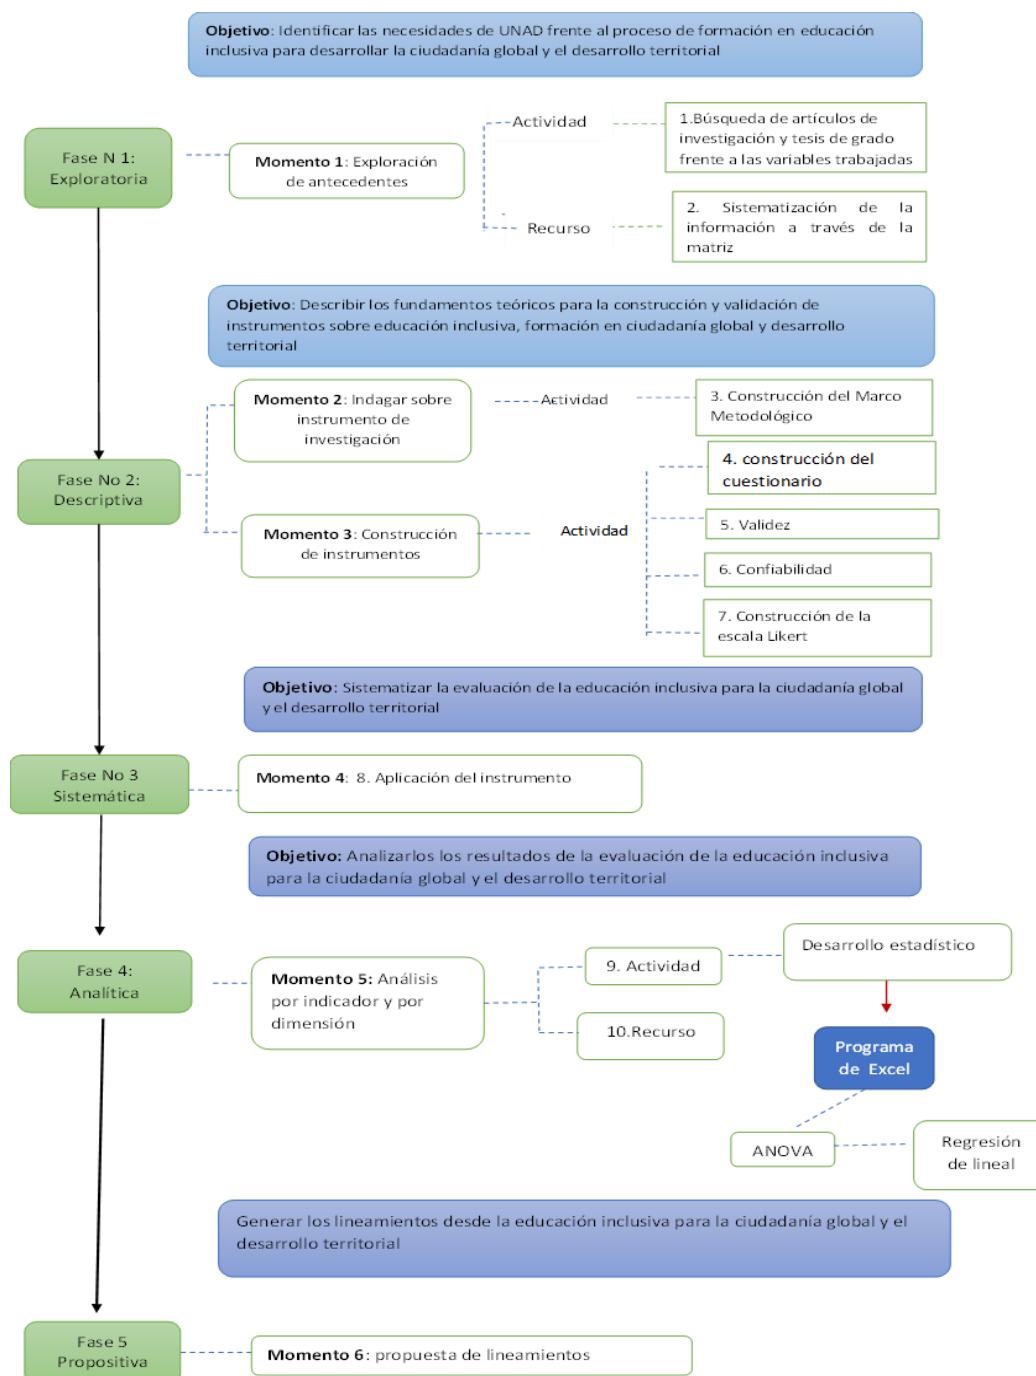 Objetivo: Identificar las necesidades de UNAD frente al proceso de formación en educación
inclusiva para desarrollar la ciudadanía global y el desarrollo territorial
Fase N 1:
Exploratoria
Momento 1: Exploración
de antecedentes
Actividad
1.Búsqueda de artículos de
investigación y tesis de grado
frente a las variables trabajadas
Recurso
2. Sistematización de la
información a través de la
matriz
Objetivo: Describir los fundamentos teóricos para la construcción y validación de
instrumentos sobre educación inclusiva, formación en ciudadanía global y desarrollo
territorial
Fase No 2:
Descriptiva
Momento 2: Indagar sobre
instrumento de
investigación
Actividad
3. Construcción del Marco
Metodológico
Momento 3: Construcción
de instrumentos
Actividad
4. construcción del
cuestionario
5. Validez
6. Confiabilidad
7. Construcción de la
escala Likert
Objetivo: Sistematizar la evaluación de la educación inclusiva para la ciudadanía global
y el desarrollo territorial
Fase No 3
Sistemática
Momento 4: 8. Aplicación del instrumento
Objetivo: Analizarlos los resultados de la evaluación de la educación inclusiva
para la ciudadanía global y el desarrollo territorial
Fase 4:
Analítica
Momento 5: Análisis
por indicador y por
dimensión
9. Actividad
Desarrollo estadístico
10.Recurso
Programa
de Excel
ANOVA
Regresión
de lineal
Generar los lineamientos desde la educación inclusiva para la ciudadanía global y el
desarrollo territorial
Fase 5
Propositiva
Momento 6: propuesta de lineamientos